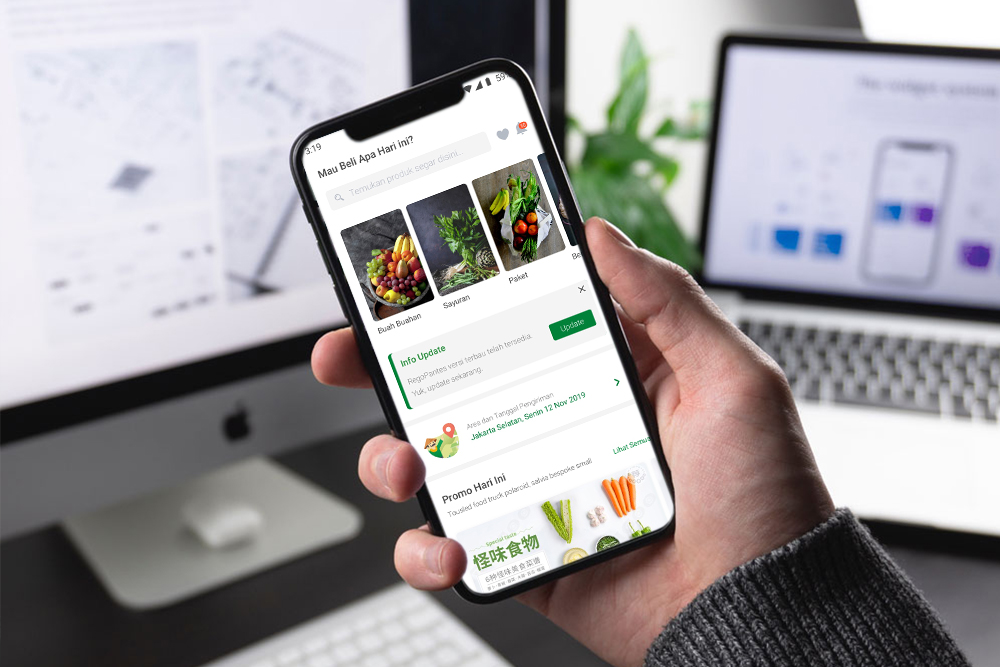 3.19
59
Mau Beli Apa Hari ini?
Temukan produk segar disini..
Buah Buahan
Sayuran
Paket
Be
Info Update
RegoPantes versi terbau telah tersedia.
Yuk, update sekarang.
Update
Area dan Tanggal Pengiriman
Jakarta Selatan, Senin 12 Nov 2019
Promo Hari Ini
Lihat Semua
Tousled food truck polaroid, salvia bespoke small
Special taste
怪味食物
6种怪味美食菜谱